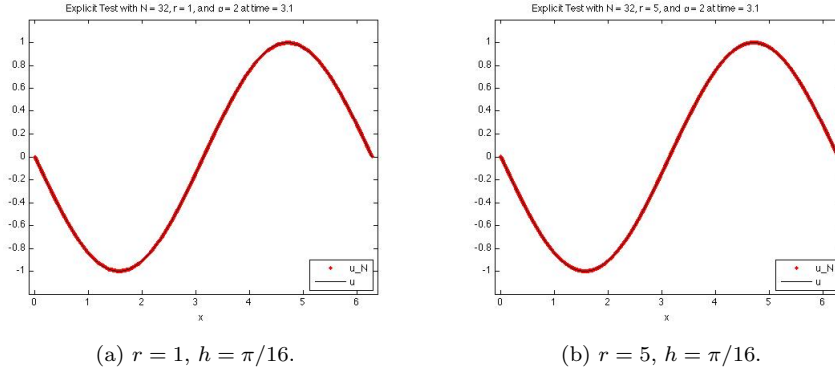 Explicit Test with N = 32, r = 1, and σ = 2 at time = 3.1
1
0.8
0.6
0.4
0.2
0
-0.2
-0.4
-0.6
-0.8
-1
0 1 2 3 4 5 6
x
u_N
u
(a) r = 1, h = π/16.
Explicit Test with N = 32, r = 5, and σ = 2 at time = 3.1
1
0.8
0.6
0.4
0.2
0
-0.2
-0.4
-0.6
-0.8
-1
0 1 2 3 4 5 6
x
u_N
u
(b) r = 5, h = π/16.